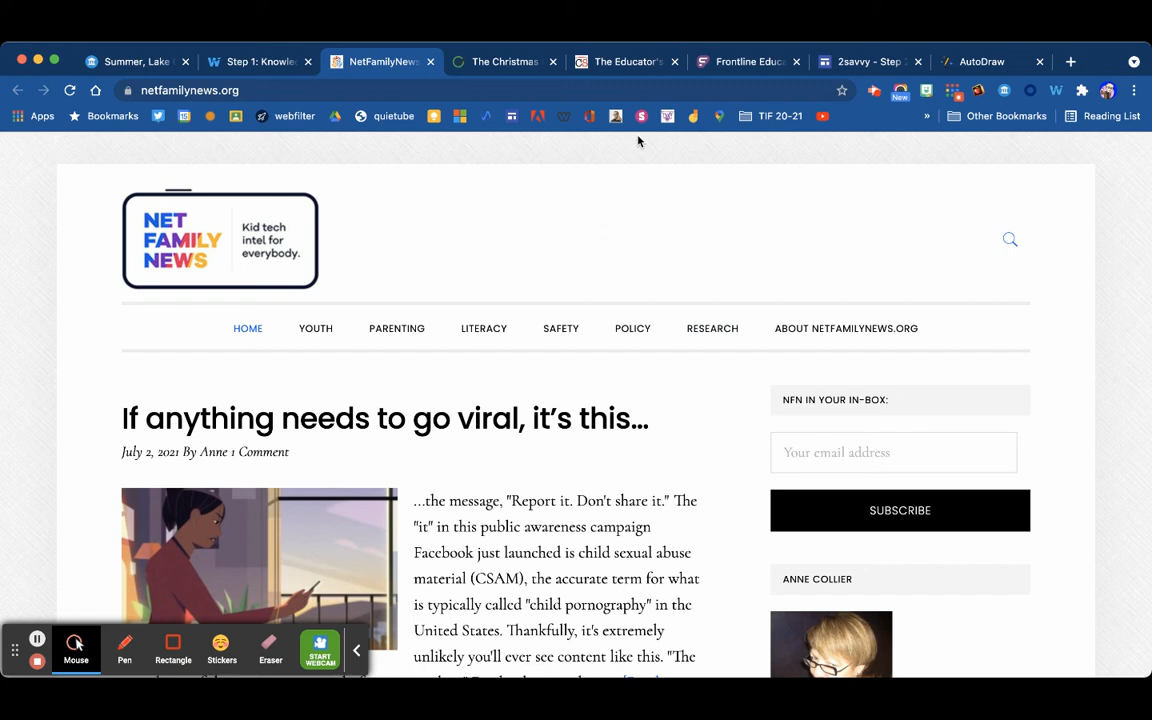 Summer, Lake
Step 1: Knowle
NetFamilyNews
The Christmas
The Educator's
Frontline Educa
2savvy - Step
AutoDraw
netfamilynews.org
New
Apps
Bookmarks
webfilter
quietube
TIF 20-21
Other Bookmarks
Reading List
NET
FAMILY
NEWS
Kid tech
intel for
everybody.
HOME
YOUTH
PARENTING
LITERACY
SAFETY
POLICY
RESEARCH
ABOUT NETFAMILYNEWS.ORG
If anything needs to go viral, it's this…
July 2, 2021 By Anne 1 Comment
...the message, "Report it. Don't share it." The
"it" in this public awareness campaign
Facebook just launched is child sexual abuse
material (CSAM), the accurate term for what
is typically called "child pornography" in the
United States. Thankfully, it's extremely
unlikely you'll ever see content like this. "The
NFN IN YOUR IN-BOX:
Your email address
SUBSCRIBE
ANNE COLLIER
Mouse
Pen
Rectangle
Stickers
Eraser
START
WEBCAM